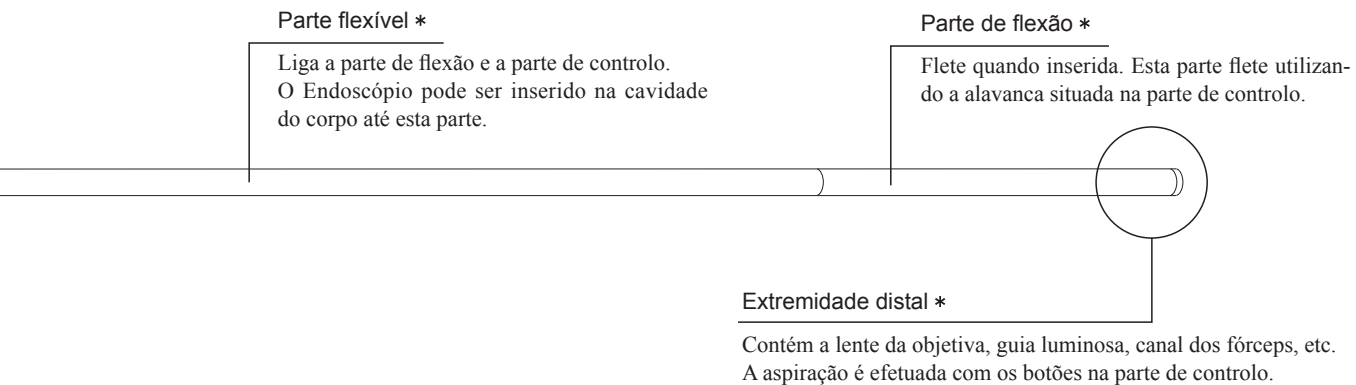 Parte flexível *
Liga a parte de flexão e a parte de controlo.
O Endoscópio pode ser inserido na cavidade
do corpo até esta parte.
Parte de flexão *
Flete quando inserida. Esta parte flete utilizan-
do a alavanca situada na parte de controlo.
Extremidade distal *
Contém a lente da objetiva, guia luminosa, canal dos fórceps, etc.
A aspiração é efetuada com os botões na parte de controlo.